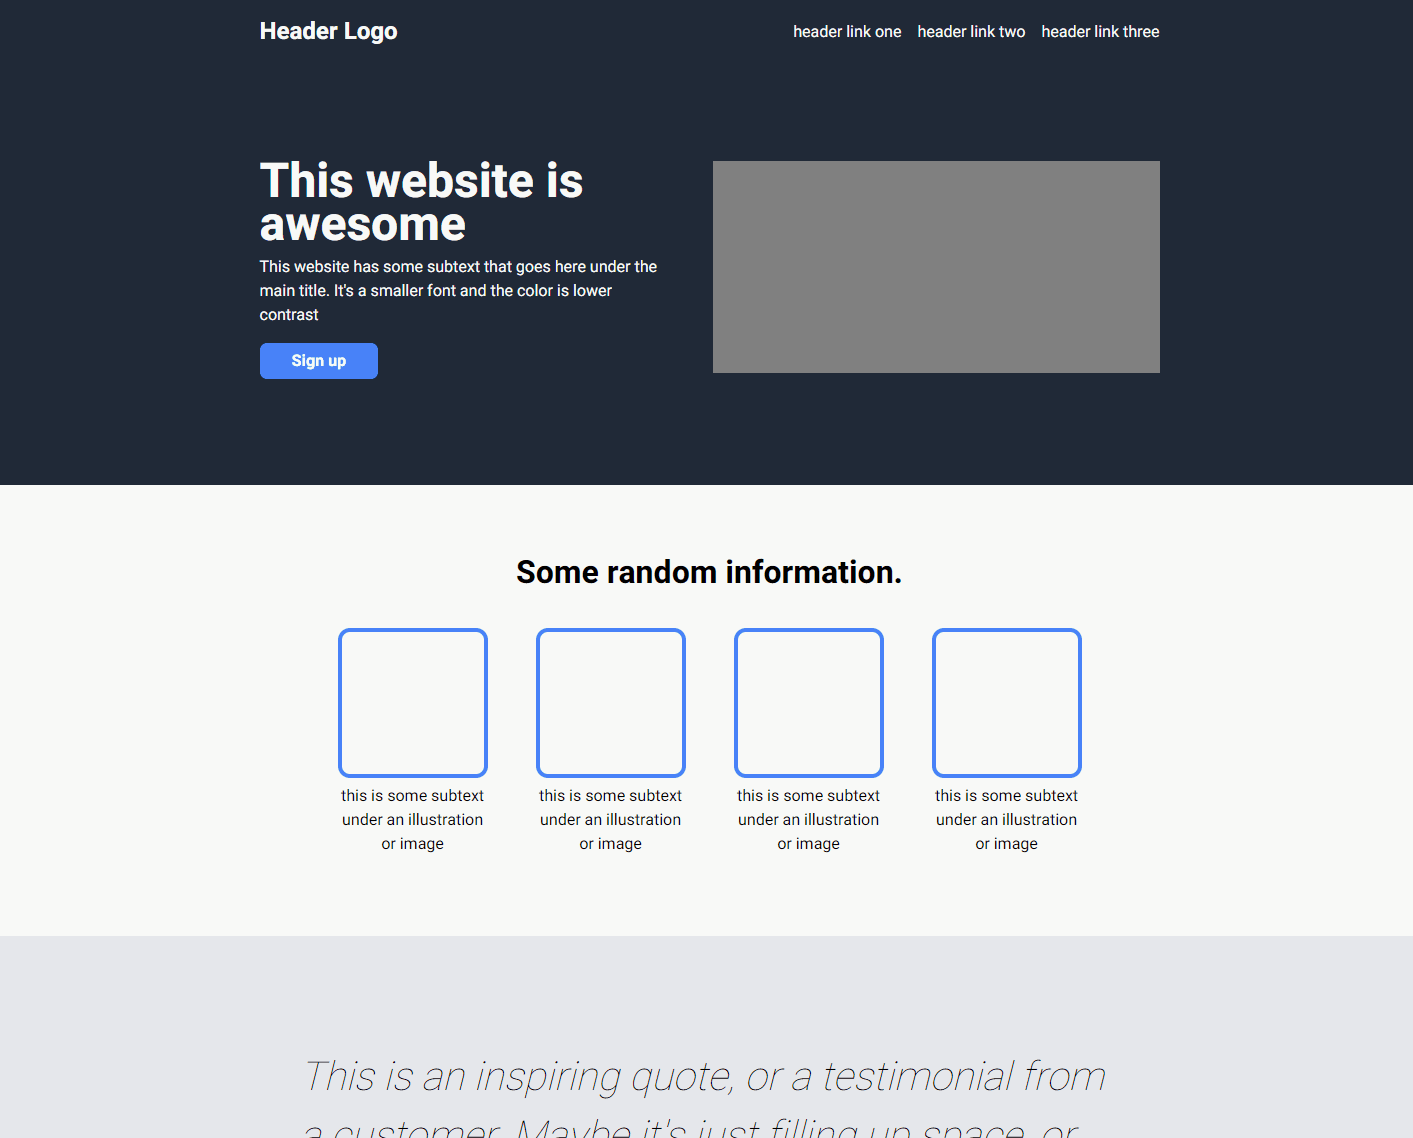 Header Logo
header link one
header link two
header link three
This website is
awesome
This website has some subtext that goes here under the
main title. It's a smaller font and the color is lower
contrast
Sign up
Some random information.
this is some subtext
under an illustration
or image
this is some subtext
under an illustration
or image
this is some subtext
under an illustration
or image
this is some subtext
under an illustration
or image
This is an inspiring quote, or a testimonial from
a customer. Maybe it's just filling up space, or